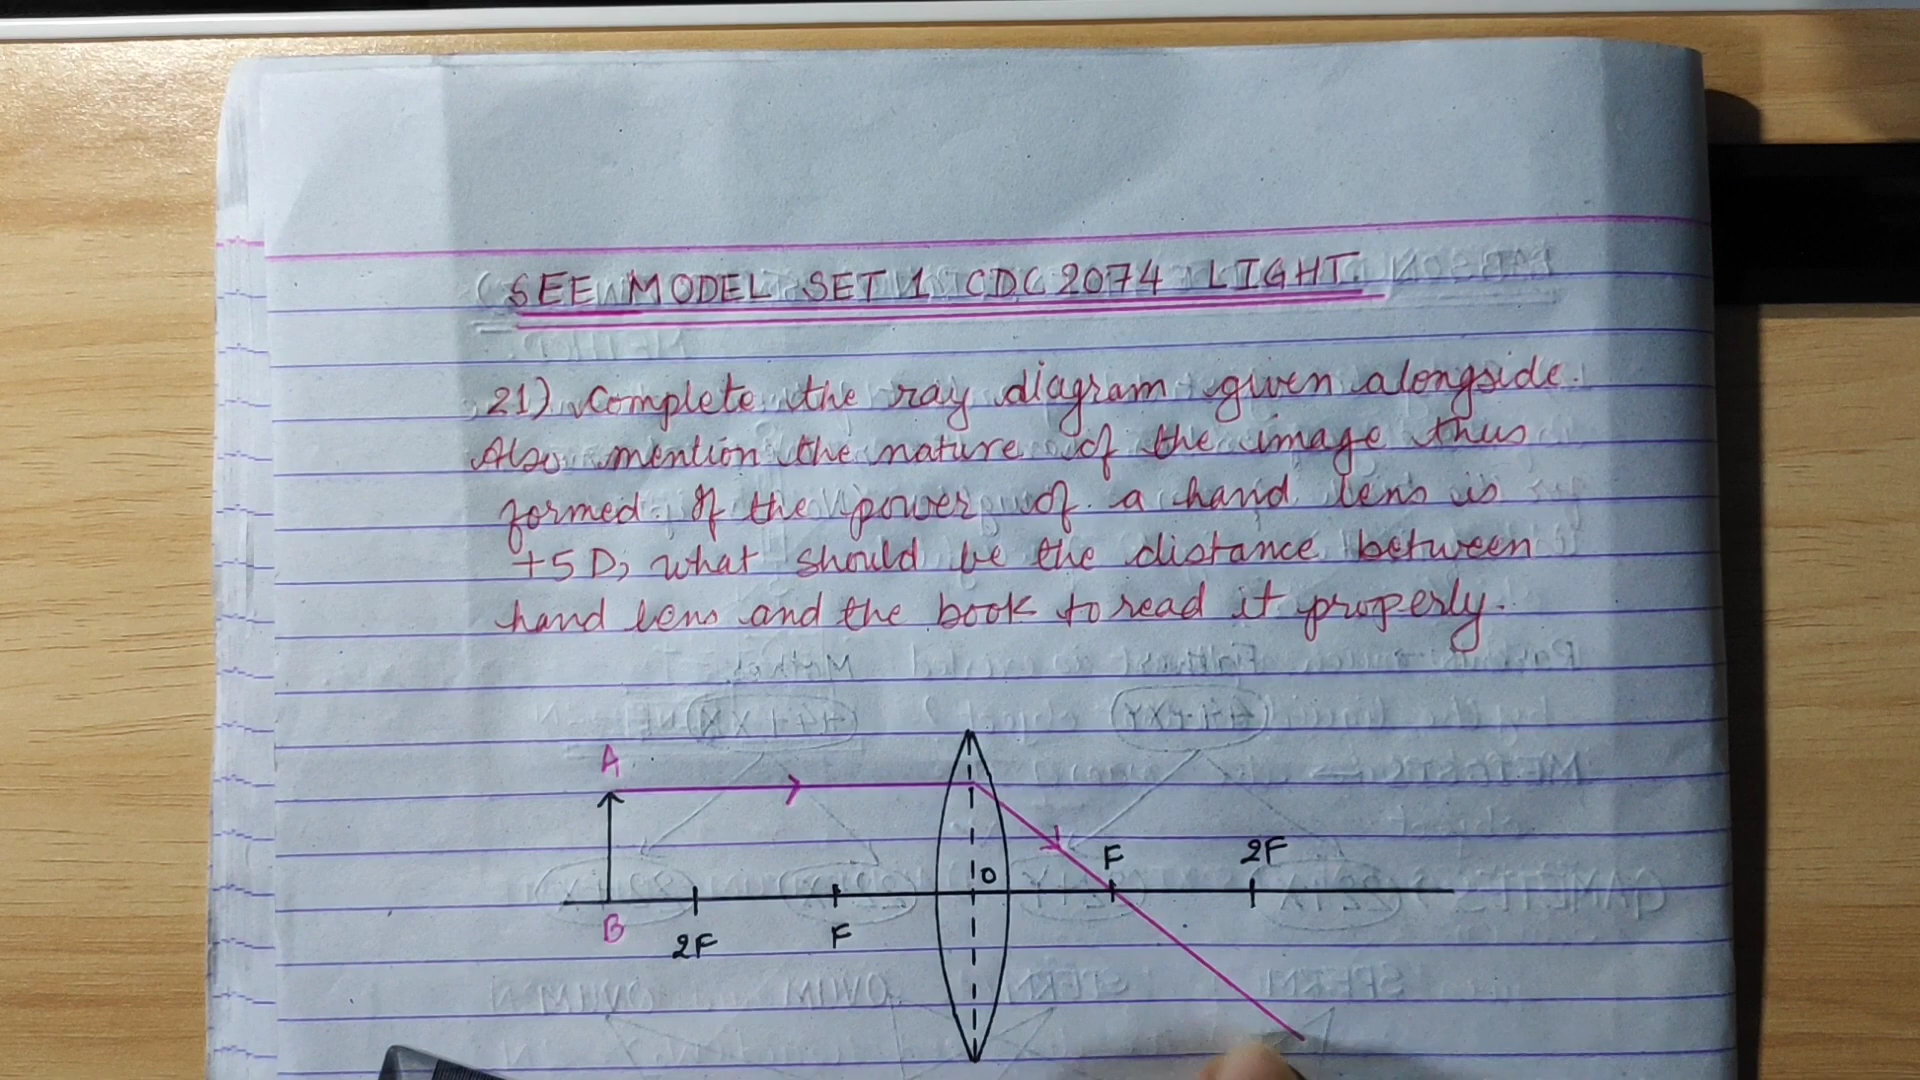 SEE MODEL SET 1 CDC 2074 LIGHT
21) Complete the ray diagram given alongside.
Also mention the nature of the image thus
formed. If the power of a hand lens is
+5D, what should be the distance between
hand lens and the book to read it properly.
A
F
2F
O
B
2F
F